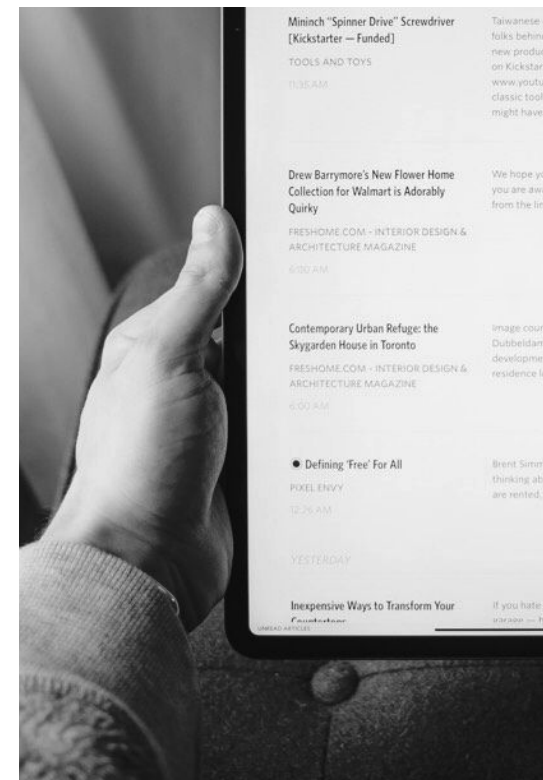 Mininch “Spinner Drive” Screwdriver
[Kickstarter — Funded]
TOOLS AND TOYS
11:35 AM
Taiwanese
folks behin
new produ
on Kickstar
www.youtu
classic tool
might have
Drew Barrymore’s New Flower Home
Collection for Walmart is Adorably
Quirky
FRESHOME.COM - INTERIOR DESIGN &
ARCHITECTURE MAGAZINE
6:00 AM
We hope yo
you are awa
from the lin
Contemporary Urban Refuge: the
Skygarden House in Toronto
FRESHOME.COM - INTERIOR DESIGN &
ARCHITECTURE MAGAZINE
6:00 AM
Image cour
Dubbeldam
developme
residence l
Defining ‘Free’ For All
PIXEL ENVY
12:26 AM
Brent Simm
thinking ab
are rented,
YESTERDAY
Inexpensive Ways to Transform Your
Countertops
If you hate
UNREAD ARTICLES